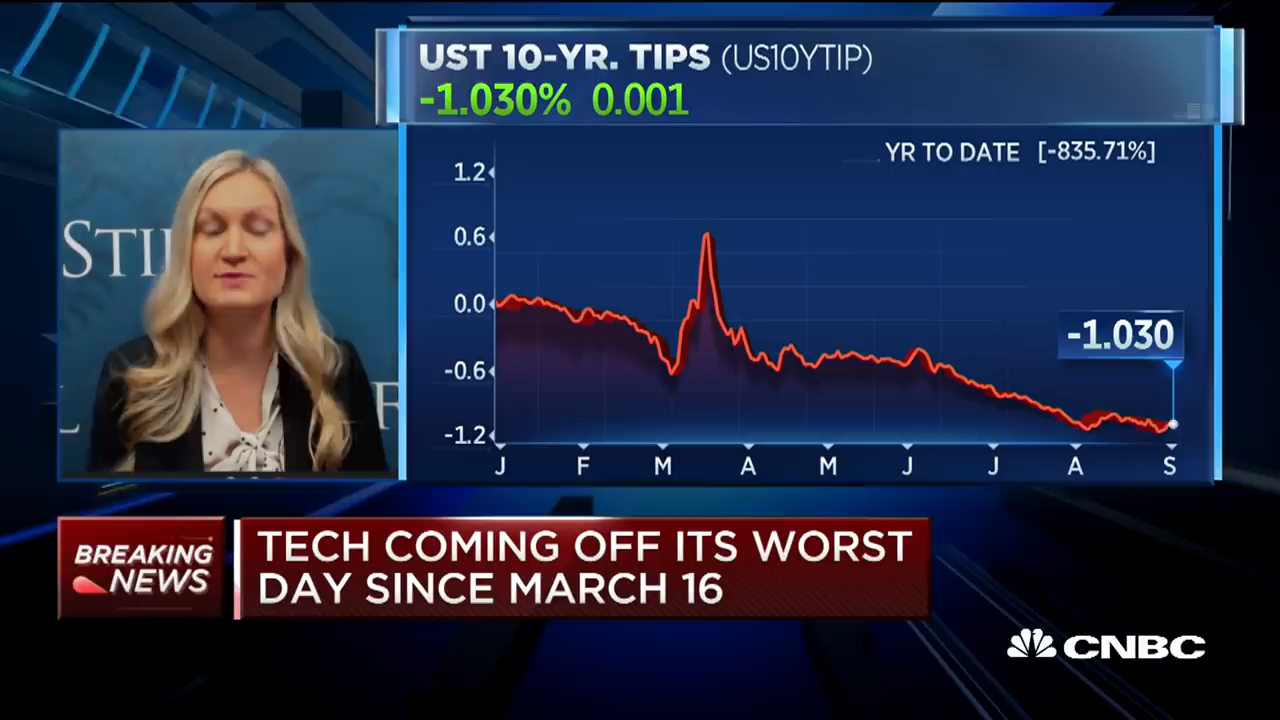 UST 10-YR. TIPS (US10YTIP)
-1.030% 0.001
YR TO DATE [-835.71%]
1.2
0.6
0.0
-0.6
-1.2
-1.030
J F M A M J J A S
STI
L
R
BREAKING
NEWS
TECH COMING OFF ITS WORST
DAY SINCE MARCH 16
CNBC